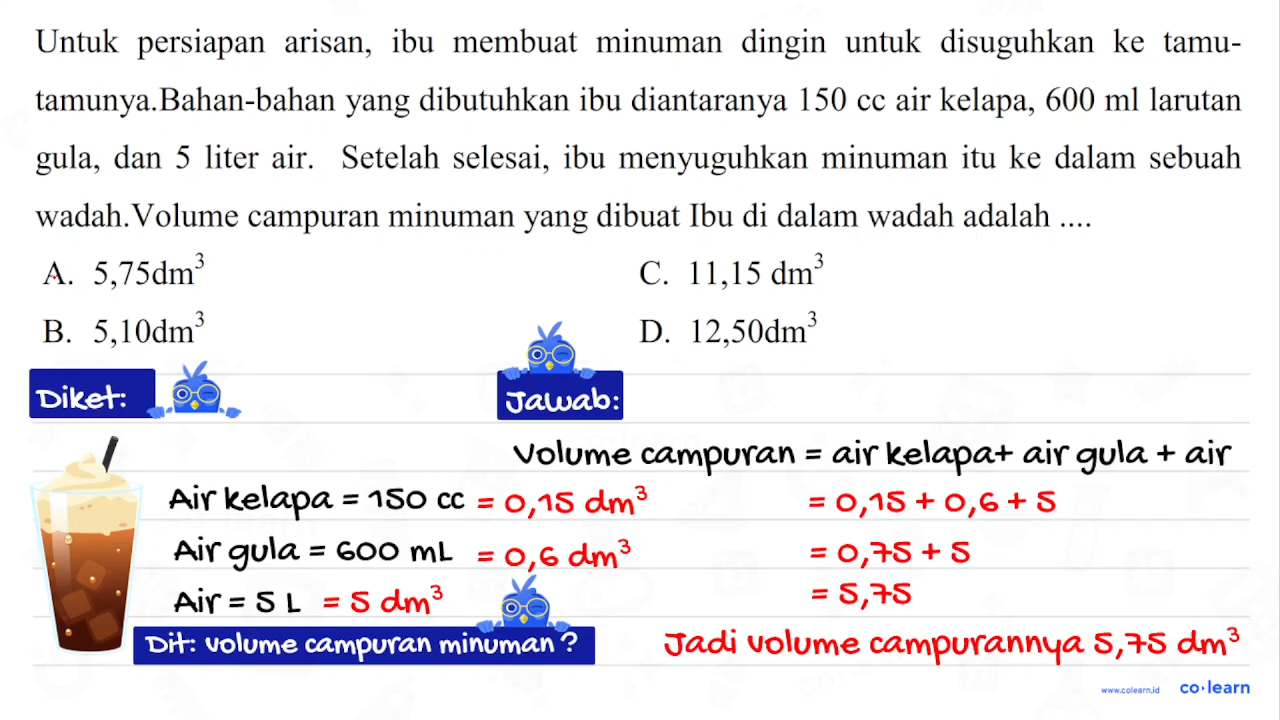 Untuk persiapan arisan, ibu membuat minuman dingin untuk disuguhkan ke tamu-
tamunya.Bahan-bahan yang dibutuhkan ibu diantaranya 150 cc air kelapa, 600 ml larutan
gula, dan 5 liter air. Setelah selesai, ibu menyuguhkan minuman itu ke dalam sebuah
wadah.Volume campuran minuman yang dibuat Ibu di dalam wadah adalah ....
A. 5,75dm³
B. 5,10dm³
C. 11,15 dm³
D. 12,50dm³
Diket:
Air kelapa = 150 cc = 0,15 dm³
Air gula = 600 mL = 0,6 dm³
Air = 5 L = 5 dm³
Dit: volume campuran minuman ?
Jawab:
Volume campuran = air kelapa+ air gula + air
= 0,15 + 0,6 + 5
= 0,75 + 5
= 5,75
Jadi volume campurannya 5,75 dm³
www.colearn.id
co·learn